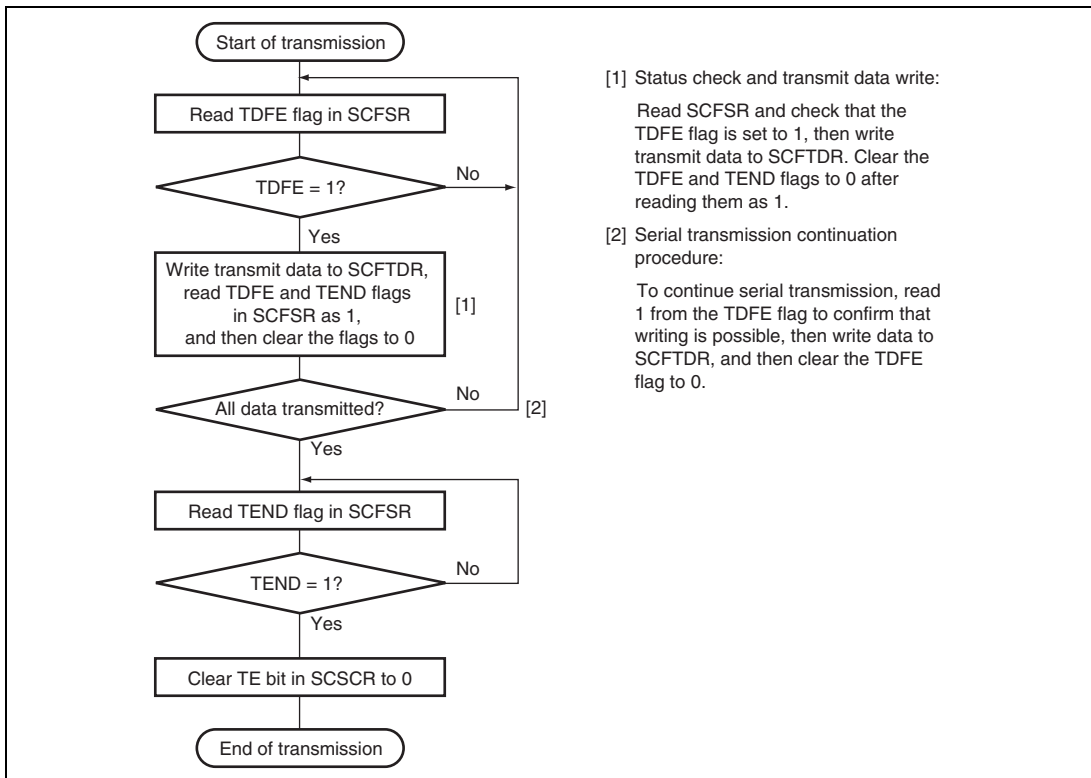 Start of transmission
Read TDFE flag in SCFSR
TDFE = 1?
No
Yes
Write transmit data to SCFTDR,
read TDFE and TEND flags
in SCFSR as 1,
and then clear the flags to 0
[1]
All data transmitted?
No
[2]
Yes
Read TEND flag in SCFSR
TEND = 1?
No
Yes
Clear TE bit in SCSCR to 0
End of transmission
[1] Status check and transmit data write:
Read SCFSR and check that the
TDFE flag is set to 1, then write
transmit data to SCFTDR. Clear the
TDFE and TEND flags to 0 after
reading them as 1.
[2] Serial transmission continuation
procedure:
To continue serial transmission, read
1 from the TDFE flag to confirm that
writing is possible, then write data to
SCFTDR, and then clear the TDFE
flag to 0.